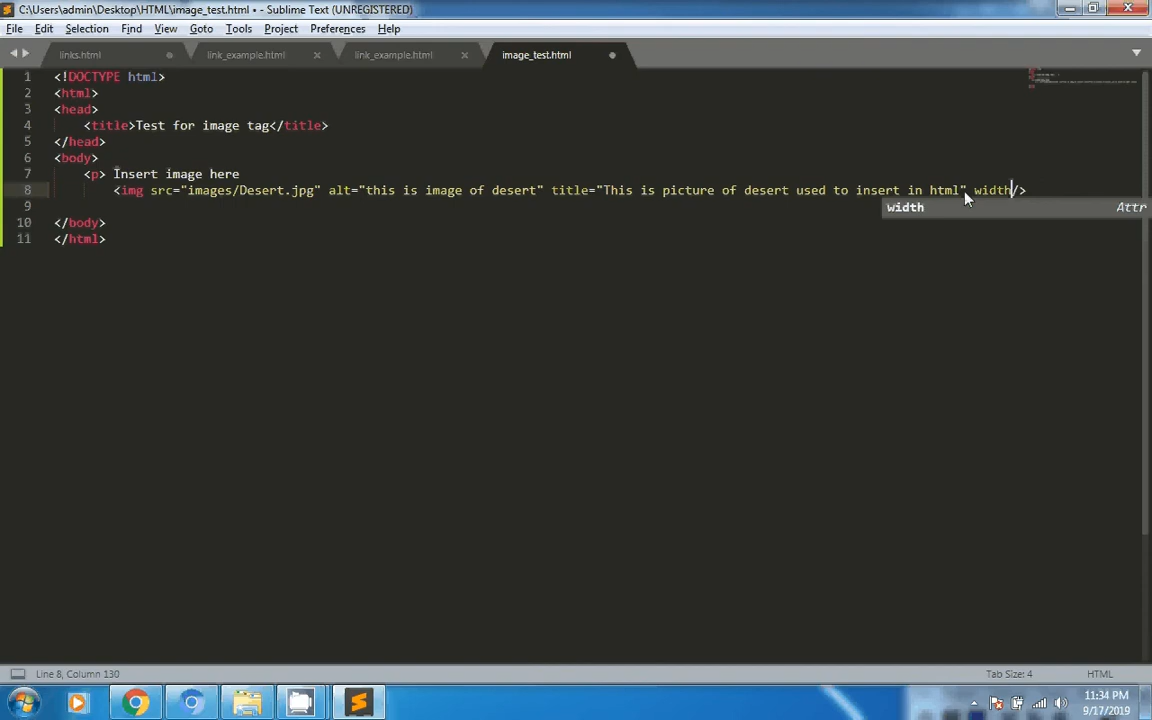 C:\Users\admin\Desktop\HTML\image_test.html • - Sublime Text (UNREGISTERED)
File Edit Selection Find View Goto Tools Project Preferences Help
links.html link_example.html link_example.html image_test.html
1 <!DOCTYPE html>
2 <html>
3 <head>
4 <title>Test for image tag</title>
5 </head>
6 <body>
7 <p> Insert image here
8 <img src="images/Desert.jpg" alt="this is image of desert" title="This is picture of desert used to insert in html" width/>
width Attr
9
10 </body>
11 </html>
Line 8, Column 130 Tab Size: 4 HTML
11:34 PM
9/17/2019